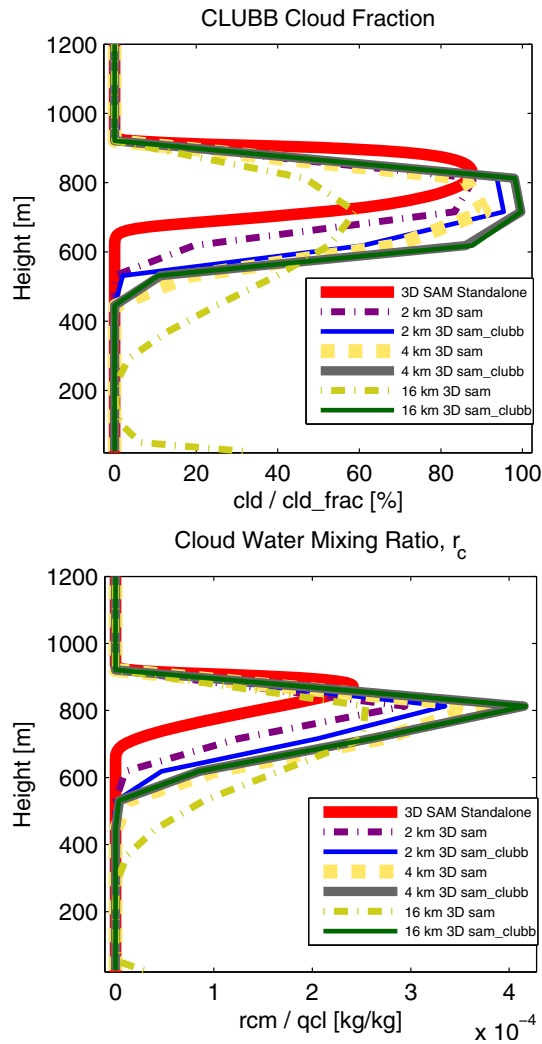 CLUBB Cloud Fraction
1200
1000
800
600
400
200
Height [m]
3D SAM Standalone
2 km 3D sam
2 km 3D sam_clubb
4 km 3D sam
4 km 3D sam_clubb
16 km 3D sam
16 km 3D sam_clubb
0 20 40 60 80 100
cld / cld_frac [%]
Cloud Water Mixing Ratio, r_c
1200
1000
800
600
400
200
Height [m]
3D SAM Standalone
2 km 3D sam
2 km 3D sam_clubb
4 km 3D sam
4 km 3D sam_clubb
16 km 3D sam
16 km 3D sam_clubb
0 1 2 3 4
rcm / qcl [kg/kg]
x 10⁻⁴